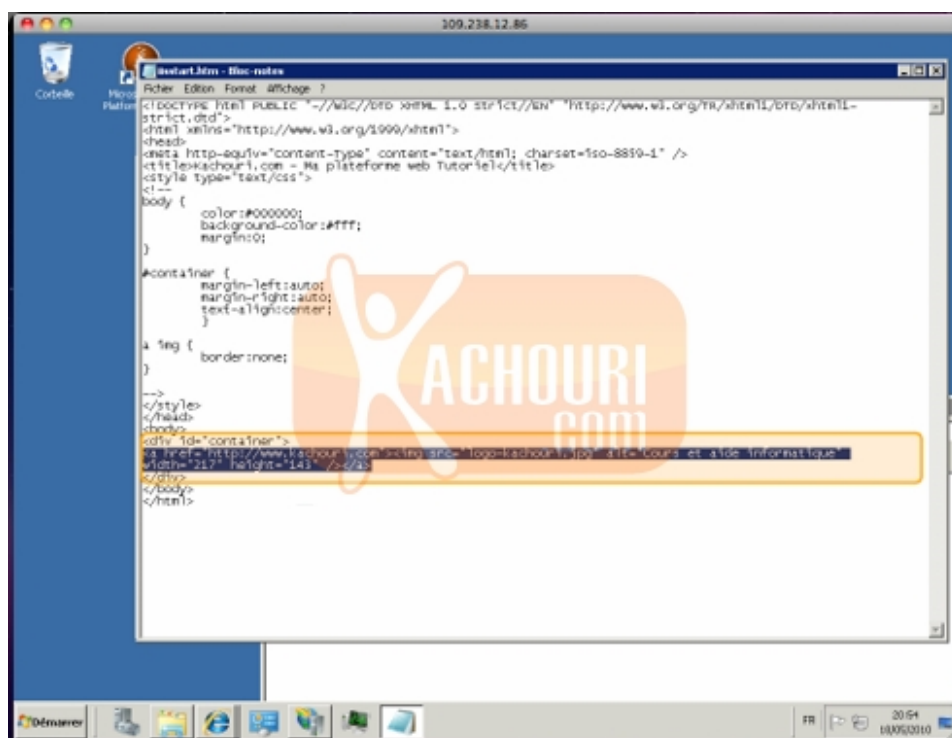 109.238.12.86
Corbeille
iisstart.htm - Bloc-notes
Fichier Edition Format Affichage ?
<!DOCTYPE html PUBLIC "-//W3C//DTD XHTML 1.0 Strict//EN" "http://www.w3.org/TR/xhtml1/DTD/xhtml1-
strict.dtd">
<html xmlns="http://www.w3.org/1999/xhtml">
<head>
<meta http-equiv="Content-Type" content="text/html; charset=iso-8859-1" />
<title>Kachouri.com - Ma plateforme web Tutoriel</title>
<style type="text/css">
<!--
body {
color:#000000;
background-color:#fff;
margin:0;
}
#container {
margin-left:auto;
margin-right:auto;
text-align:center;
}
a img {
border:none;
}
-->
</style>
</head>
<body>
<div id="container">
<a href="http://www.kachouri.com"><img src="logo-kachouri.jpg" alt="Cours et aide informatique"
width="217" height="143" /></a>
</div>
</body>
</html>
KACHOURI
COM
Démarrer
FR
20:54
10/05/2010